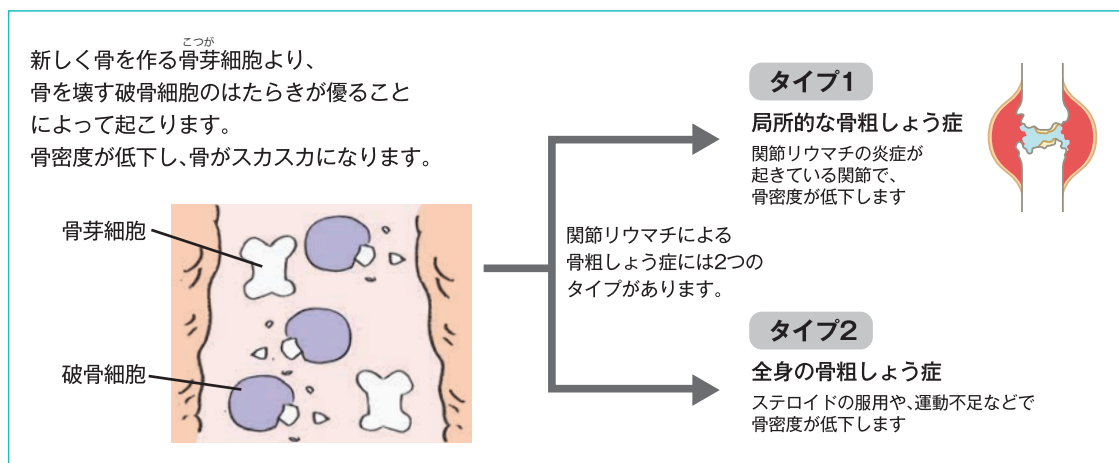 新しく骨を作る骨芽細胞より、
こつが
骨を壊す破骨細胞のはたらきが優ること
によって起こります。
骨密度が低下し、骨がスカスカになります。
骨芽細胞
破骨細胞
関節リウマチによる
骨粗しょう症には2つの
タイプがあります。
タイプ1
局所的な骨粗しょう症
関節リウマチの炎症が
起きている関節で、
骨密度が低下します
タイプ2
全身の骨粗しょう症
ステロイドの服用や、運動不足などで
骨密度が低下します